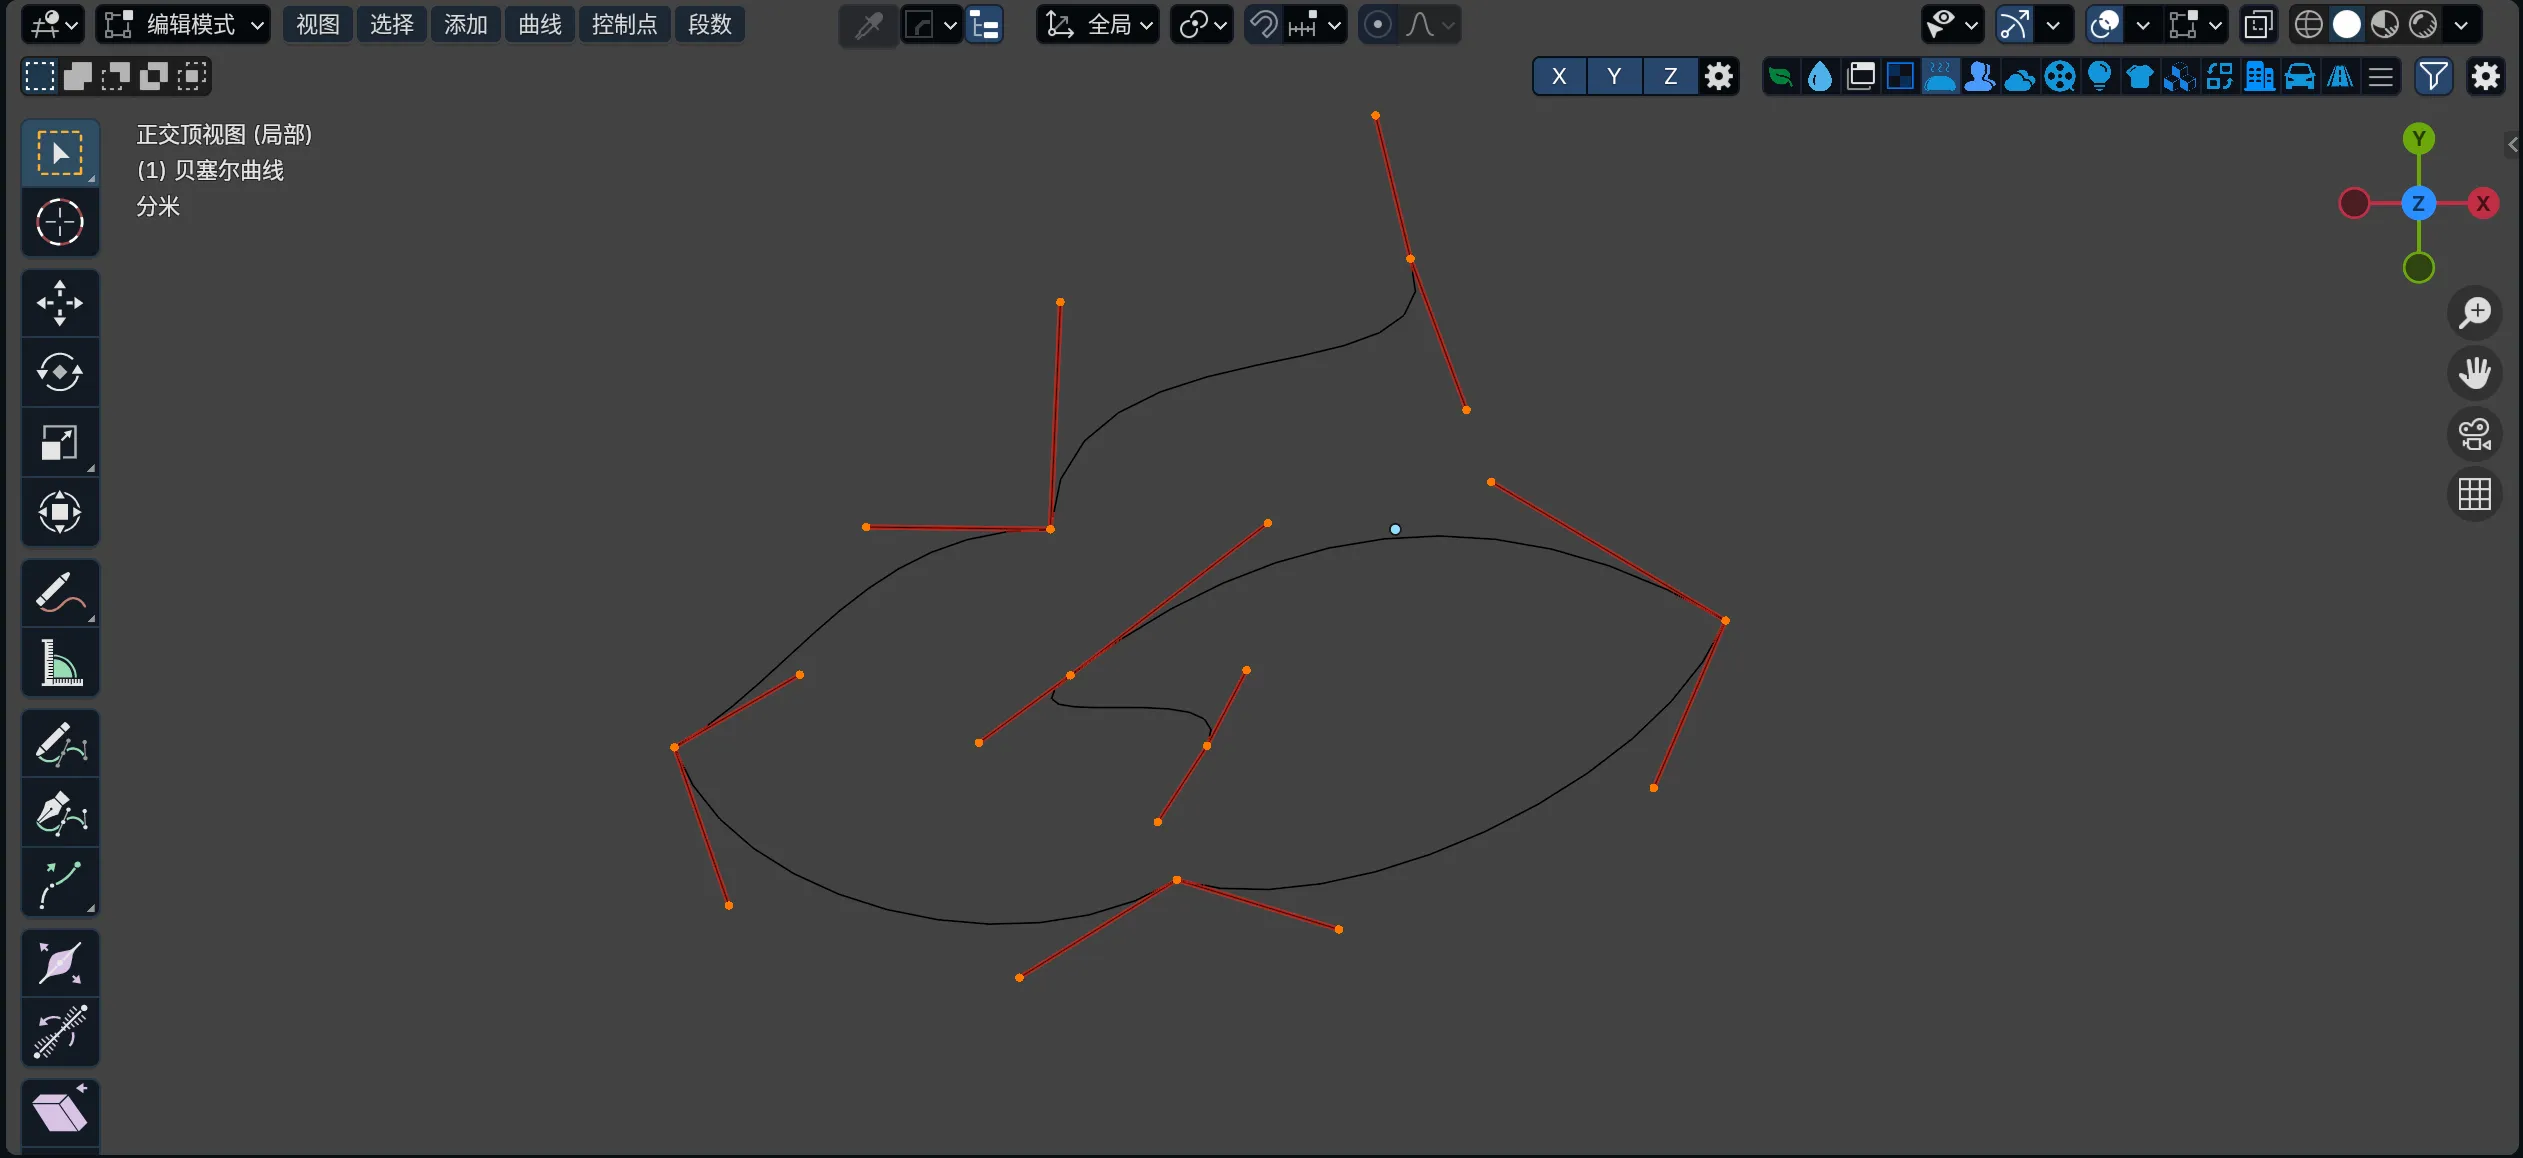 编辑模式 视图 选择 添加 曲线 控制点 段数 全局
X Y Z
正交顶视图 (局部)
(1) 贝塞尔曲线
分米
Y
Z X